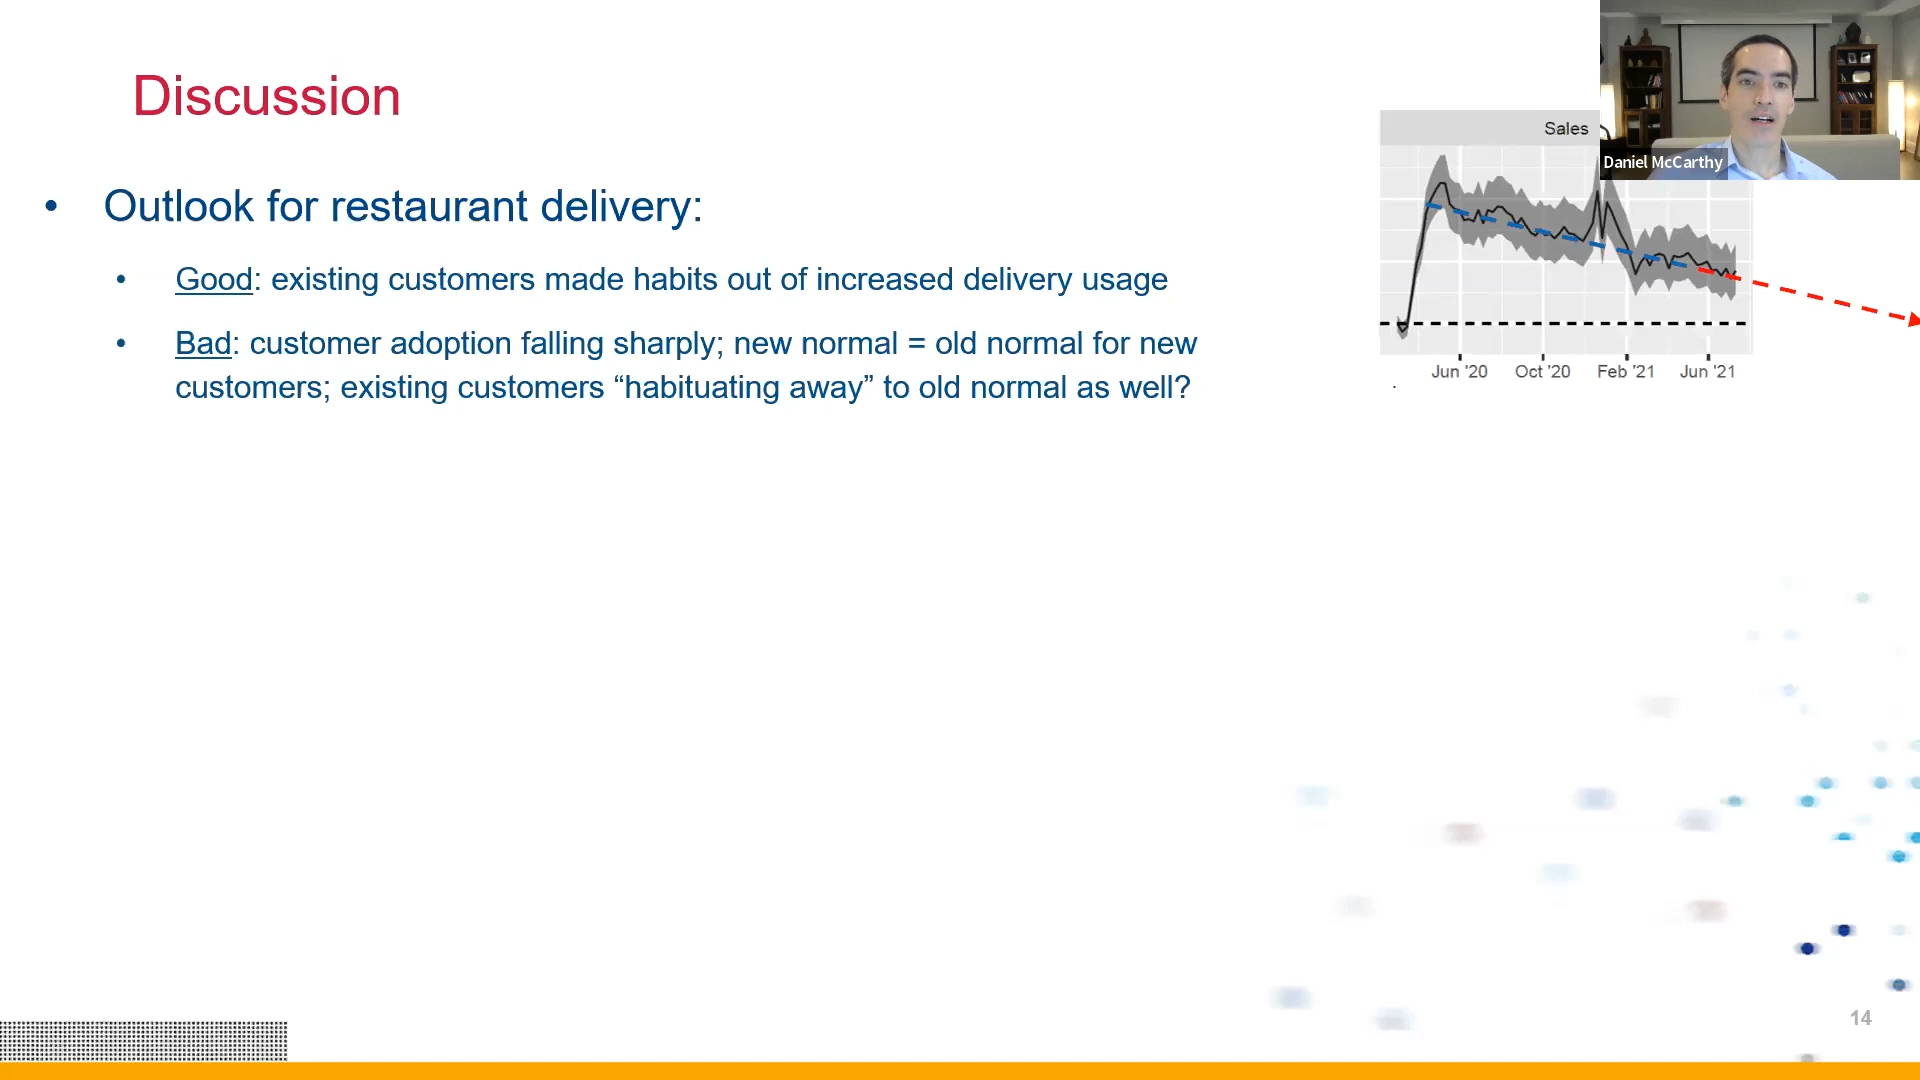 Discussion
• Outlook for restaurant delivery:
• Good: existing customers made habits out of increased delivery usage
• Bad: customer adoption falling sharply; new normal = old normal for new
customers; existing customers “habituating away” to old normal as well?
Sales
Daniel McCarthy
Jun '20 Oct '20 Feb '21 Jun '21
14